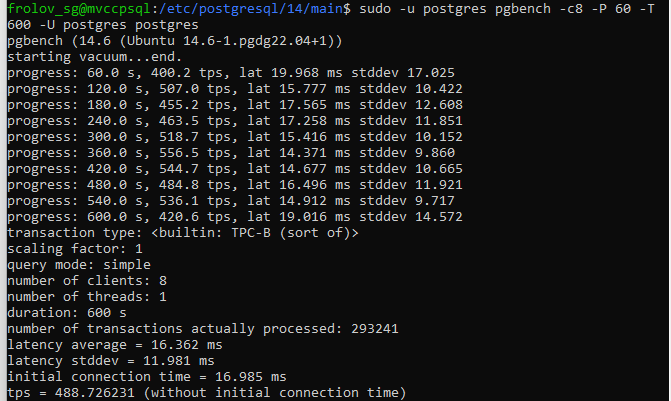 frolov_sg@mvccpsql:/etc/postgresql/14/main$ sudo -u postgres pgbench -c8 -P 60 -T
600 -U postgres postgres
pgbench (14.6 (Ubuntu 14.6-1.pgdg22.04+1))
starting vacuum...end.
progress: 60.0 s, 400.2 tps, lat 19.968 ms stddev 17.025
progress: 120.0 s, 507.0 tps, lat 15.777 ms stddev 10.422
progress: 180.0 s, 455.2 tps, lat 17.565 ms stddev 12.608
progress: 240.0 s, 463.5 tps, lat 17.258 ms stddev 11.851
progress: 300.0 s, 518.7 tps, lat 15.416 ms stddev 10.152
progress: 360.0 s, 556.5 tps, lat 14.371 ms stddev 9.860
progress: 420.0 s, 544.7 tps, lat 14.677 ms stddev 10.665
progress: 480.0 s, 484.8 tps, lat 16.496 ms stddev 11.921
progress: 540.0 s, 536.1 tps, lat 14.912 ms stddev 9.717
progress: 600.0 s, 420.6 tps, lat 19.016 ms stddev 14.572
transaction type: <builtin: TPC-B (sort of)>
scaling factor: 1
query mode: simple
number of clients: 8
number of threads: 1
duration: 600 s
number of transactions actually processed: 293241
latency average = 16.362 ms
latency stddev = 11.981 ms
initial connection time = 16.985 ms
tps = 488.726231 (without initial connection time)